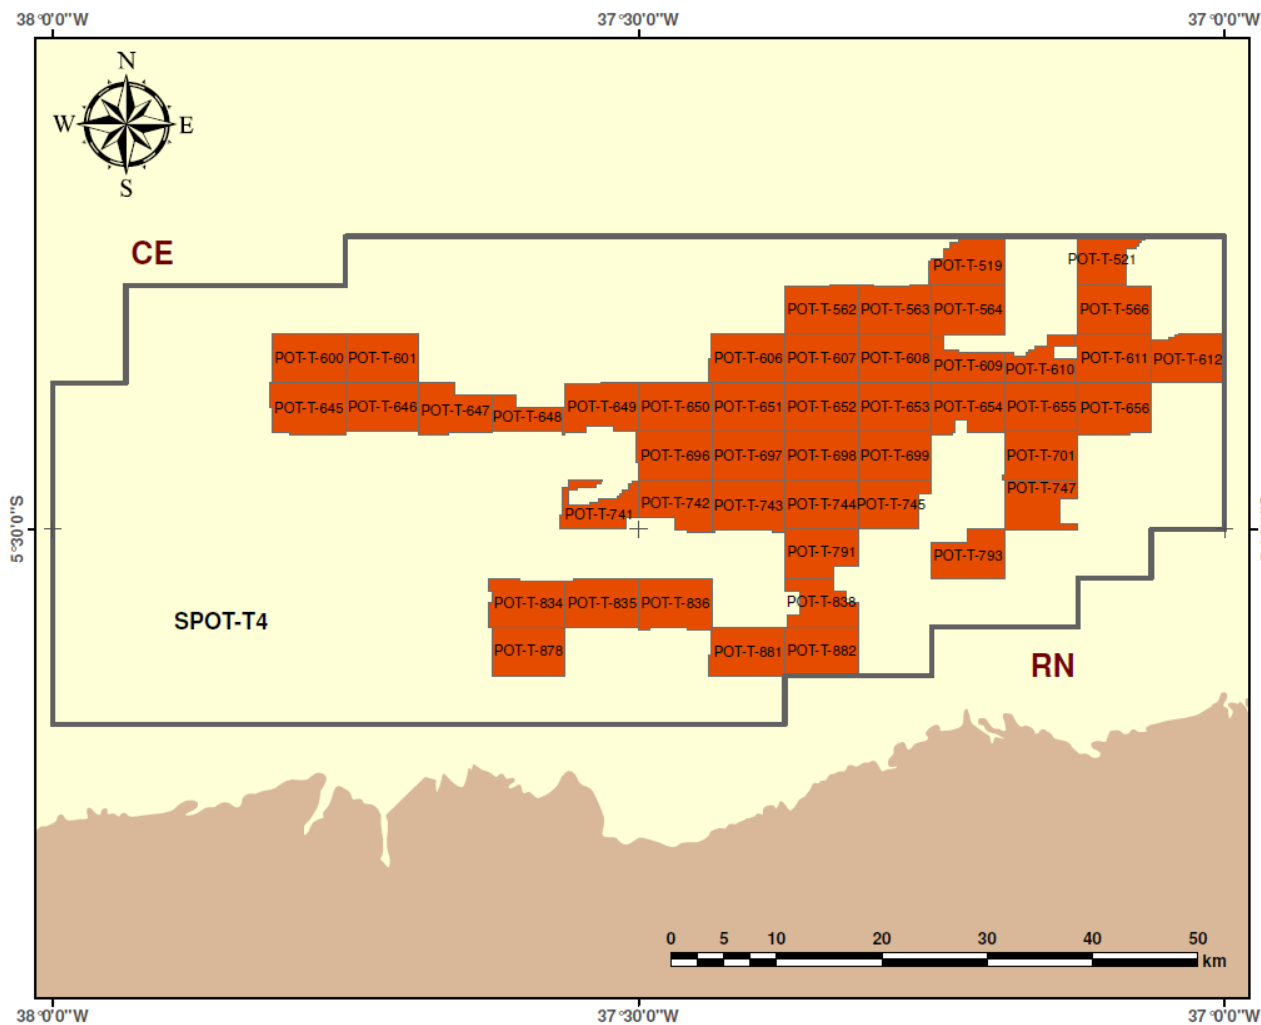 38°0'0"W 37°30'0"W 37°0'0"W
N
W E
S
CE
POT-T-519 POT-T-521
POT-T-562 POT-T-563 POT-T-564 POT-T-566
POT-T-600 POT-T-601 POT-T-606 POT-T-607 POT-T-608 POT-T-609 POT-T-610 POT-T-611 POT-T-612
POT-T-645 POT-T-646 POT-T-647 POT-T-648 POT-T-649 POT-T-650 POT-T-651 POT-T-652 POT-T-653 POT-T-654 POT-T-655 POT-T-656
POT-T-696 POT-T-697 POT-T-698 POT-T-699 POT-T-701
POT-T-741 POT-T-742 POT-T-743 POT-T-744 POT-T-745 POT-T-747
5°30'0"S
POT-T-791 POT-T-793
POT-T-834 POT-T-835 POT-T-836 POT-T-838
SPOT-T4
POT-T-878 POT-T-881 POT-T-882
RN
0 5 10 20 30 40 50
km
38°0'0"W 37°30'0"W 37°0'0"W